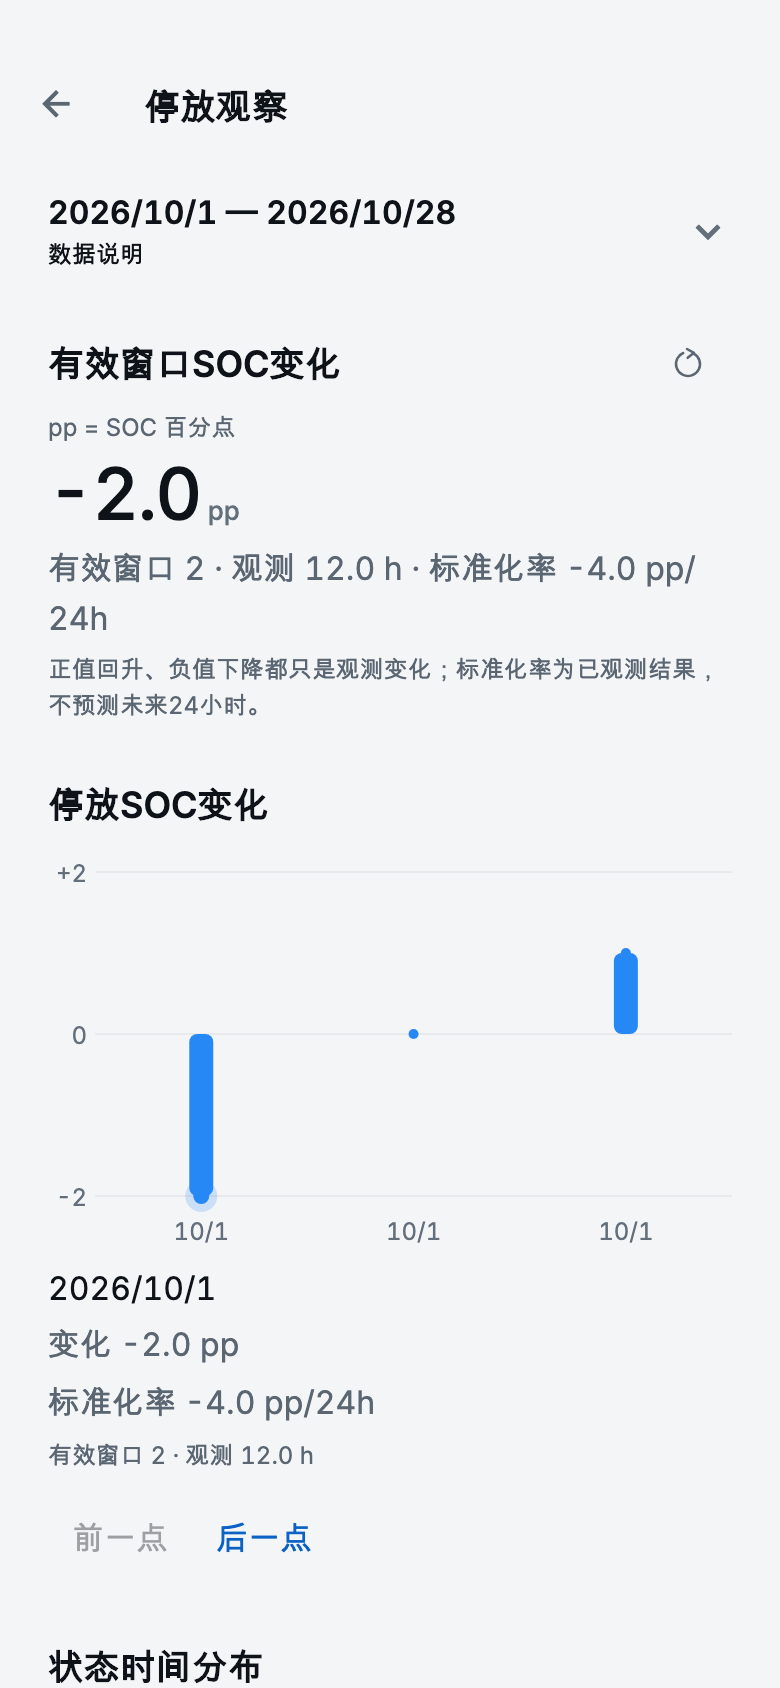 停放观察
2026/10/1 — 2026/10/28
数据说明
有效窗口SOC变化
pp = SOC 百分点
-2.0 pp
有效窗口 2 · 观测 12.0 h · 标准化率 -4.0 pp/
24h
正值回升、负值下降都只是观测变化；标准化率为已观测结果，
不预测未来24小时。
停放SOC变化
+2
0
-2
10/1 10/1 10/1
2026/10/1
变化 -2.0 pp
标准化率 -4.0 pp/24h
有效窗口 2 · 观测 12.0 h
前一点 后一点
状态时间分布